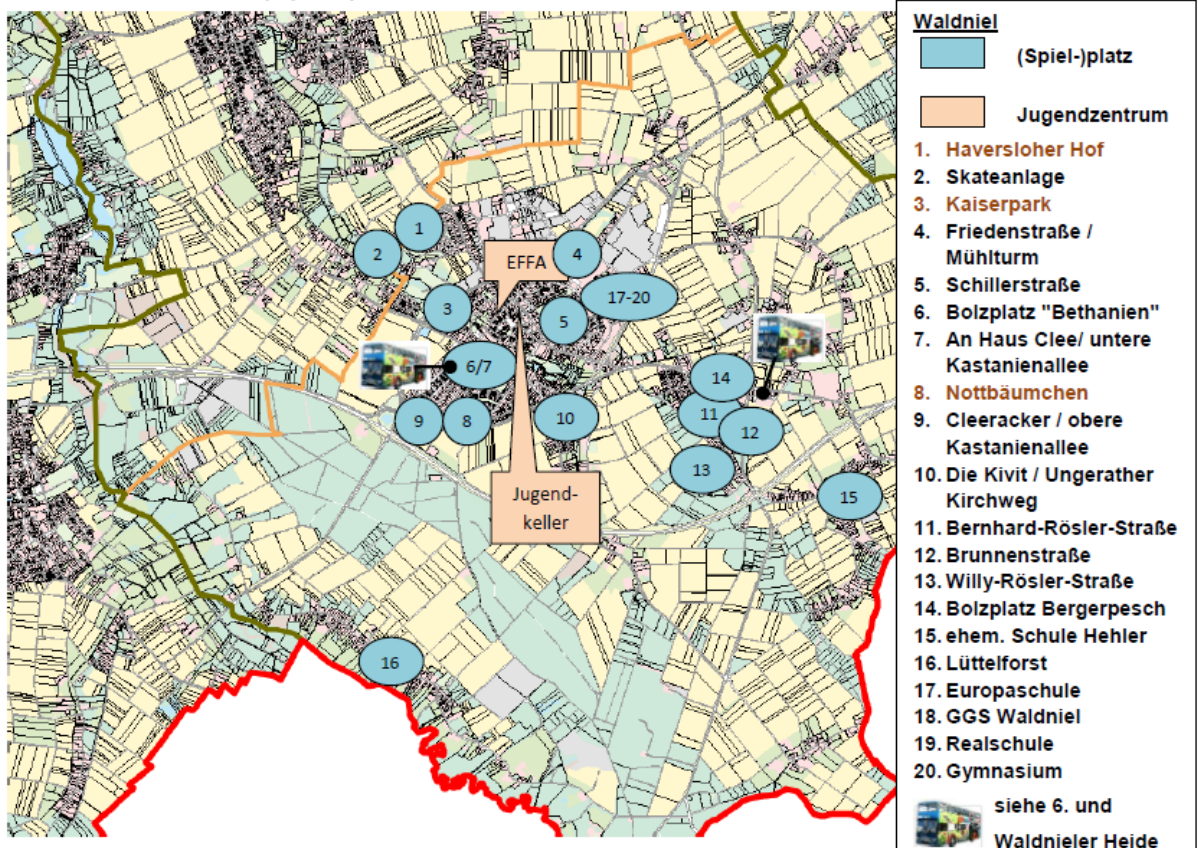 1
2
EFFA
4
3
17-20
5
6/7
14
9
8
10
11
12
13
Jugend-
keller
15
16
Waldniel
(Spiel-)platz
Jugendzentrum
1. Haversloher Hof
2. Skateanlage
3. Kaiserpark
4. Friedenstraße /
Mühlturm
5. Schillerstraße
6. Bolzplatz "Bethanien"
7. An Haus Clee/ untere
Kastanienallee
8. Nottbäumchen
9. Cleeracker / obere
Kastanienallee
10. Die Kivit / Ungerather
Kirchweg
11. Bernhard-Rösler-Straße
12. Brunnenstraße
13. Willy-Rösler-Straße
14. Bolzplatz Bergerpesch
15. ehem. Schule Hehler
16. Lüttelforst
17. Europaschule
18. GGS Waldniel
19. Realschule
20. Gymnasium
siehe 6. und
Waldnieler Heide